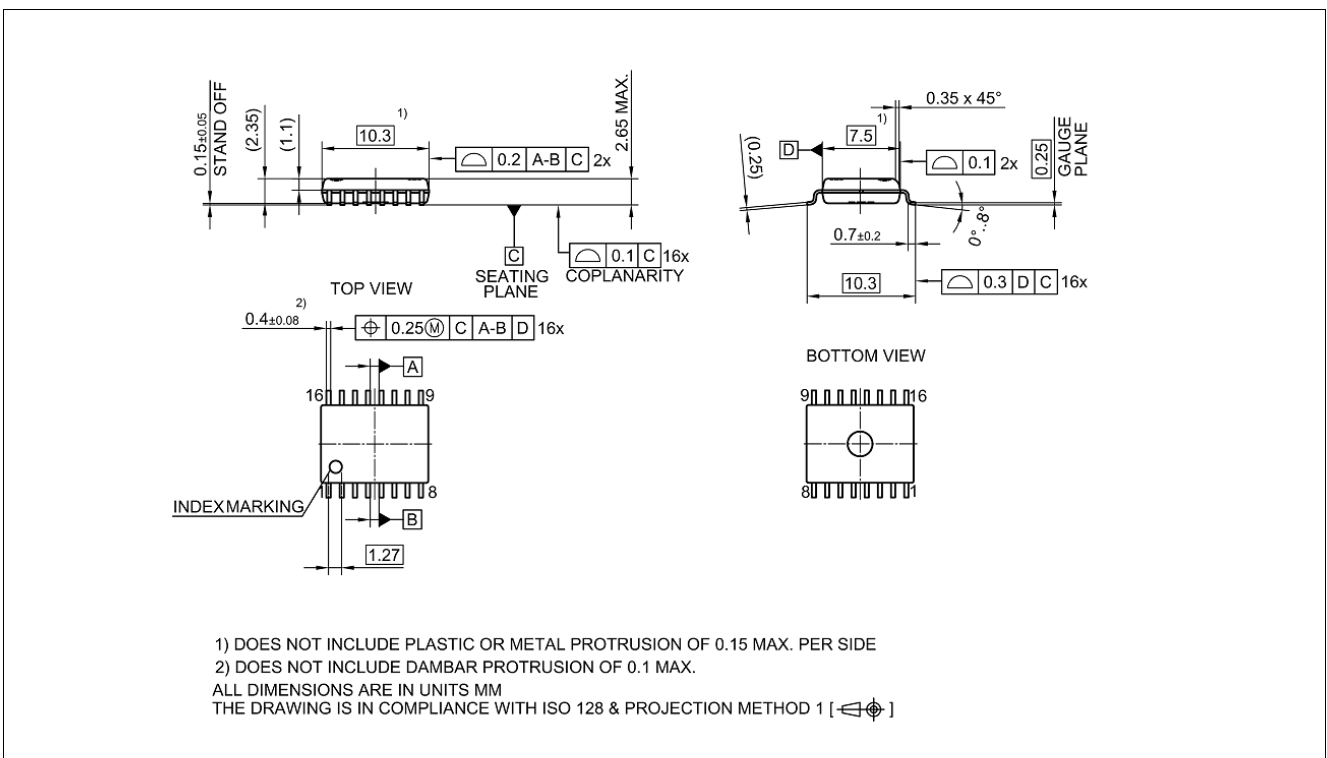 0.15±0.05
STAND OFF
(2.35)
(1.1)
10.3
1)
2.65 MAX.
0.2 A-B C 2x
C
SEATING
PLANE
0.1 C 16x
COPLANARITY
(0.25)
D
7.5
1)
0.35 x 45°
0.1 2x
0.25
GAUGE
PLANE
0°..8°
0.7±0.2
10.3
0.3 D C 16x
TOP VIEW
2)
0.4±0.08
⌖ 0.25Ⓜ C A-B D 16x
A
16
9
1
8
INDEX MARKING
B
1.27
BOTTOM VIEW
9
16
8
1
1) DOES NOT INCLUDE PLASTIC OR METAL PROTRUSION OF 0.15 MAX. PER SIDE
2) DOES NOT INCLUDE DAMBAR PROTRUSION OF 0.1 MAX.
ALL DIMENSIONS ARE IN UNITS MM
THE DRAWING IS IN COMPLIANCE WITH ISO 128 & PROJECTION METHOD 1 [ ]